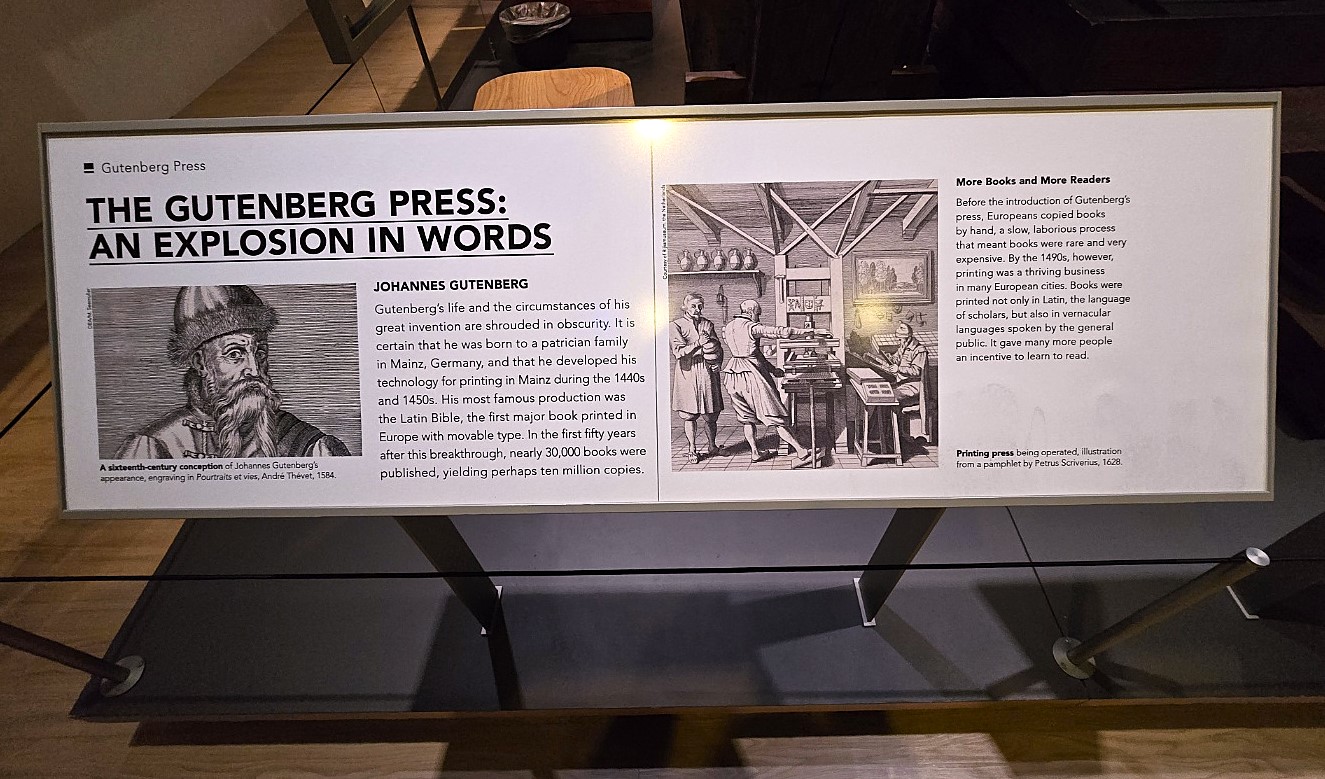 Gutenberg Press
THE GUTENBERG PRESS:
AN EXPLOSION IN WORDS
JOHANNES GUTENBERG
Gutenberg's life and the circumstances of his
great invention are shrouded in obscurity. It is
certain that he was born to a patrician family
in Mainz, Germany, and that he developed his
technology for printing in Mainz during the 1440s
and 1450s. His most famous production was
the Latin Bible, the first major book printed in
Europe with movable type. In the first fifty years
after this breakthrough, nearly 30,000 books were
published, yielding perhaps ten million copies.
A sixteenth-century conception of Johannes Gutenberg's
appearance, engraving in Pourtraits et vies, André Thévet, 1584.
Courtesy of Rijksmuseum, the Netherlands
More Books and More Readers
Before the introduction of Gutenberg's
press, Europeans copied books
by hand, a slow, laborious process
that meant books were rare and very
expensive. By the 1490s, however,
printing was a thriving business
in many European cities. Books were
printed not only in Latin, the language
of scholars, but also in vernacular
languages spoken by the general
public. It gave many more people
an incentive to learn to read.
Printing press being operated, illustration
from a pamphlet by Petrus Scriverius, 1628.